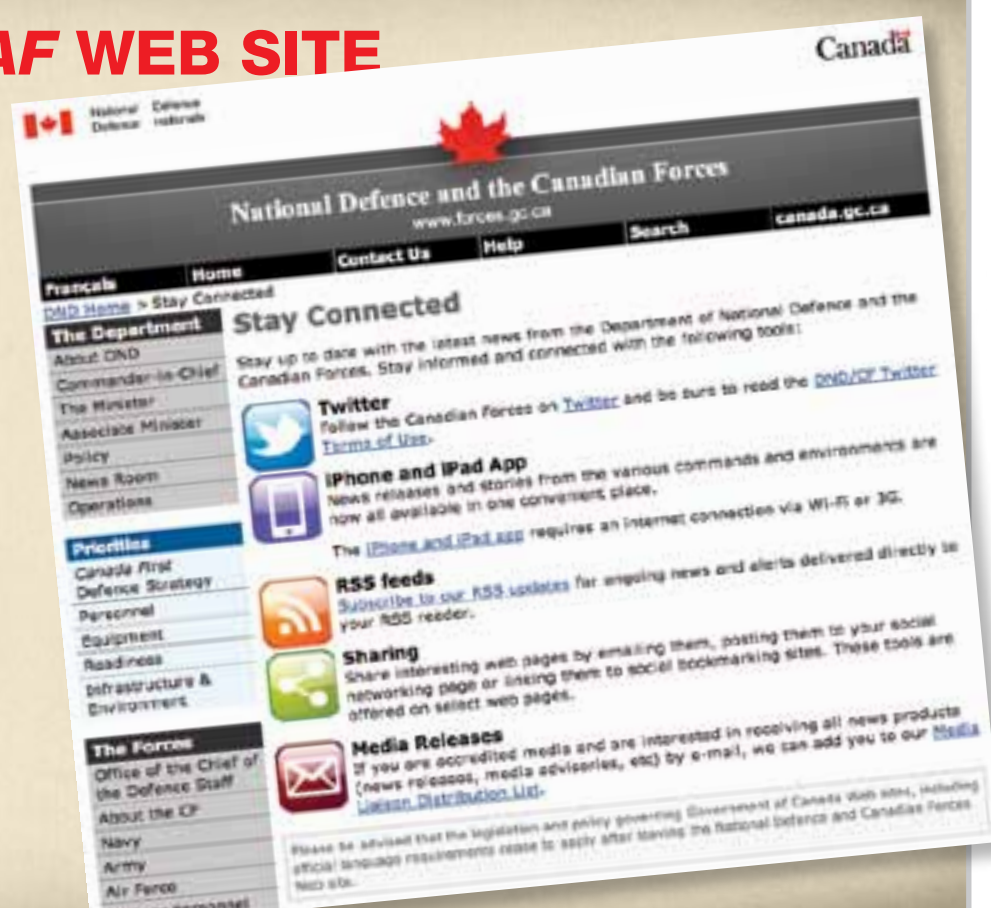 AF WEB SITE
Canada
National Défense
Defence nationale
National Defence and the Canadian Forces
www.forces.gc.ca
Français Home Contact Us Help Search canada.gc.ca
DND Home > Stay Connected
The Department
About DND
Commander-in-Chief
The Minister
Associate Minister
Policy
News Room
Operations
Priorities
Canada First
Defence Strategy
Personnel
Equipment
Readiness
Infrastructure &
Environment
The Forces
Office of the Chief of
the Defence Staff
About the CF
Navy
Army
Air Force
Personnel
Stay Connected
Stay up to date with the latest news from the Department of National Defence and the
Canadian Forces. Stay informed and connected with the following tools:
Twitter
Follow the Canadian Forces on Twitter and be sure to read the DND/CF Twitter
Terms of Use.
iPhone and iPad App
News releases and stories from the various commands and environments are
now all available in one convenient place.
The iPhone and iPad app requires an internet connection via Wi-Fi or 3G.
RSS feeds
Subscribe to our RSS updates for ongoing news and alerts delivered directly to
your RSS reader.
Sharing
Share interesting web pages by emailing them, posting them to your social
networking page or linking them to social bookmarking sites. These tools are
offered on select web pages.
Media Releases
If you are accredited media and are interested in receiving all news products
(news releases, media advisories, etc) by e-mail, we can add you to our Media
Liaison Distribution List.
Please be advised that the legislation and policy governing Government of Canada Web sites, including
official language requirements cease to apply after leaving the National Defence and Canadian Forces
Web site.